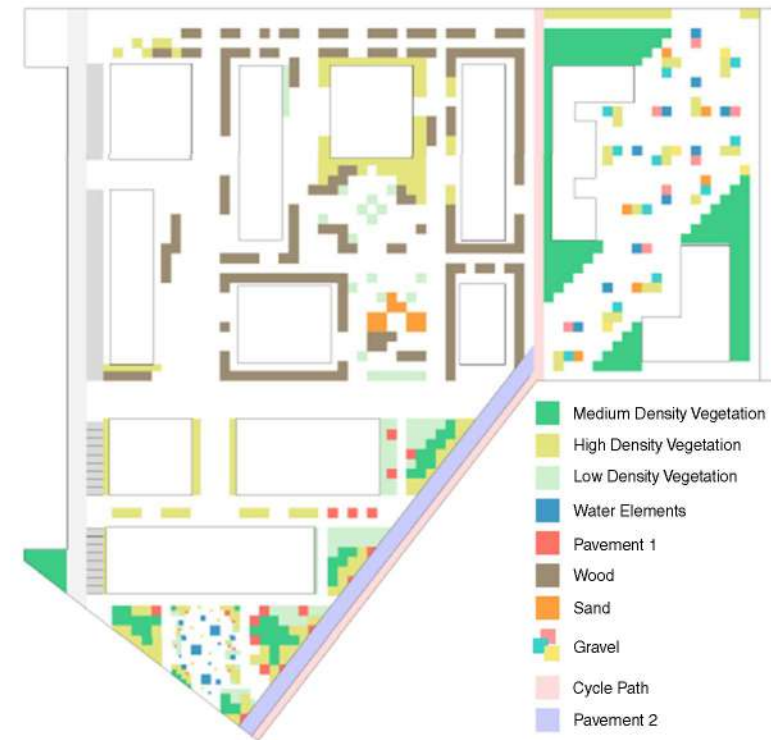 Medium Density Vegetation
High Density Vegetation
Low Density Vegetation
Water Elements
Pavement 1
Wood
Sand
Gravel
Cycle Path
Pavement 2